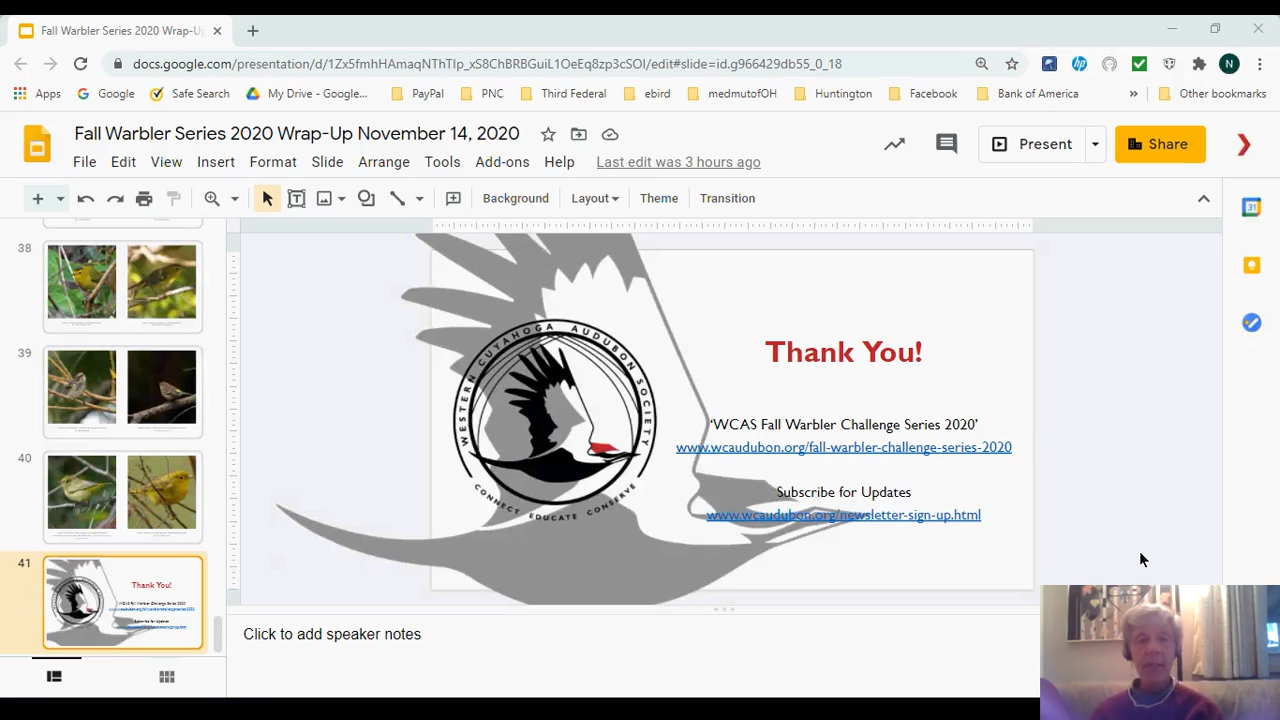 Fall Warbler Series 2020 Wrap-U
docs.google.com/presentation/d/1Zx5fmhHAmaqNThTIp_xS8ChBRBGuiL1OeEq8zp3cSOI/edit#slide=id.g966429db55_0_18
N
Apps
Google
Safe Search
My Drive - Google...
PayPal
PNC
Third Federal
ebird
medmutofOH
Huntington
Facebook
Bank of America
Other bookmarks
Fall Warbler Series 2020 Wrap-Up November 14, 2020
Present
Share
File Edit View Insert Format Slide Arrange Tools Add-ons Help Last edit was 3 hours ago
Background Layout Theme Transition
38
39
40
41
Thank You!
WESTERN CUYAHOGA AUDUBON SOCIETY
CONNECT EDUCATE CONSERVE
Thank You!
'WCAS Fall Warbler Challenge Series 2020'
www.wcaudubon.org/fall-warbler-challenge-series-2020
Subscribe for Updates
www.wcaudubon.org/newsletter-sign-up.html
Click to add speaker notes
31